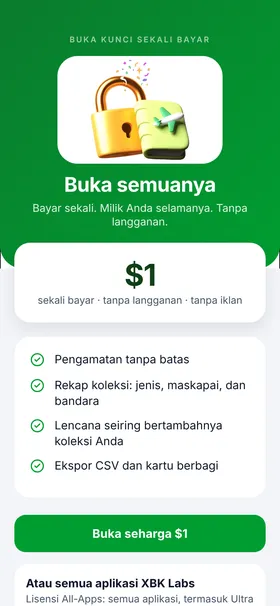 BUKA KUNCI SEKALI BAYAR
Buka semuanya
Bayar sekali. Milik Anda selamanya. Tanpa
langganan.
$1
sekali bayar · tanpa langganan · tanpa iklan
Pengamatan tanpa batas
Rekap koleksi: jenis, maskapai, dan
bandara
Lencana seiring bertambahnya
koleksi Anda
Ekspor CSV dan kartu berbagi
Buka seharga $1
Atau semua aplikasi XBK Labs
Lisensi All-Apps: semua aplikasi, termasuk Ultra